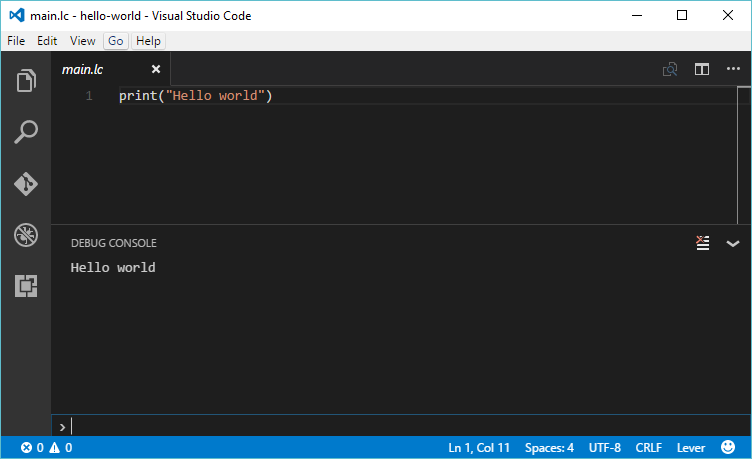 main.lc - hello-world - Visual Studio Code
File Edit View Go Help
main.lc
1 print("Hello world")
DEBUG CONSOLE
Hello world
>
0 0 Ln 1, Col 11 Spaces: 4 UTF-8 CRLF Lever